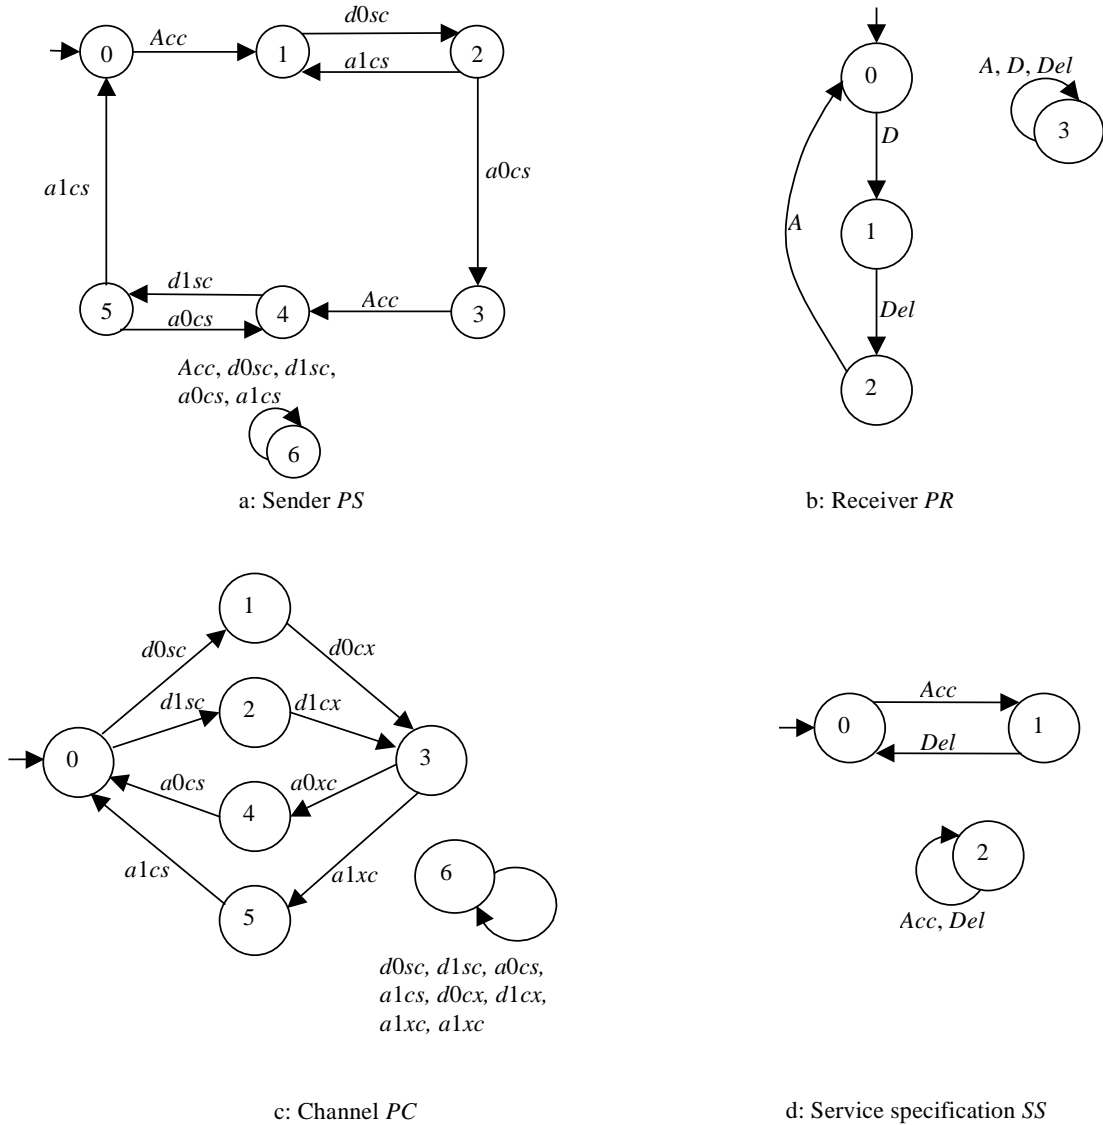 0
Acc
1
d0sc
a1cs
2
a0cs
3
Acc
4
d1sc
a0cs
5
a1cs
Acc, d0sc, d1sc,
a0cs, a1cs
6
a: Sender PS
0
D
1
Del
2
A
A, D, Del
3
b: Receiver PR
0
d0sc
1
d0cx
d1sc
2
d1cx
3
a0xc
4
a0cs
a1xc
5
a1cs
6
d0sc, d1sc, a0cs,
a1cs, d0cx, d1cx,
a1xc, a1xc
c: Channel PC
0
Acc
1
Del
2
Acc, Del
d: Service specification SS